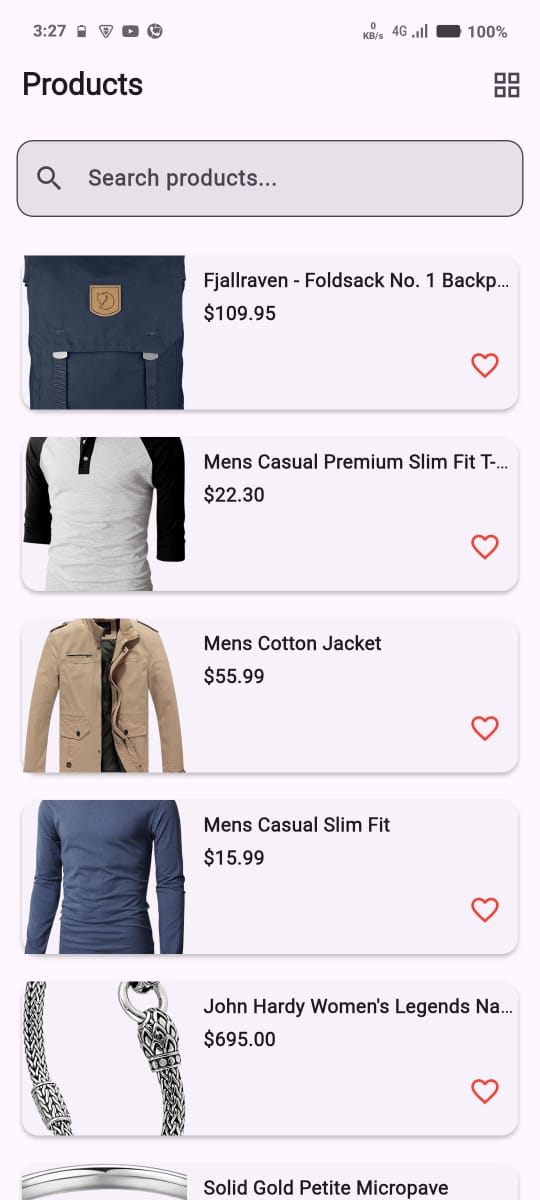 3:27
0
KB/s
4G
100%
Products
Search products...
Fjallraven - Foldsack No. 1 Backp...
$109.95
Mens Casual Premium Slim Fit T-...
$22.30
Mens Cotton Jacket
$55.99
Mens Casual Slim Fit
$15.99
John Hardy Women's Legends Na...
$695.00
Solid Gold Petite Micropave